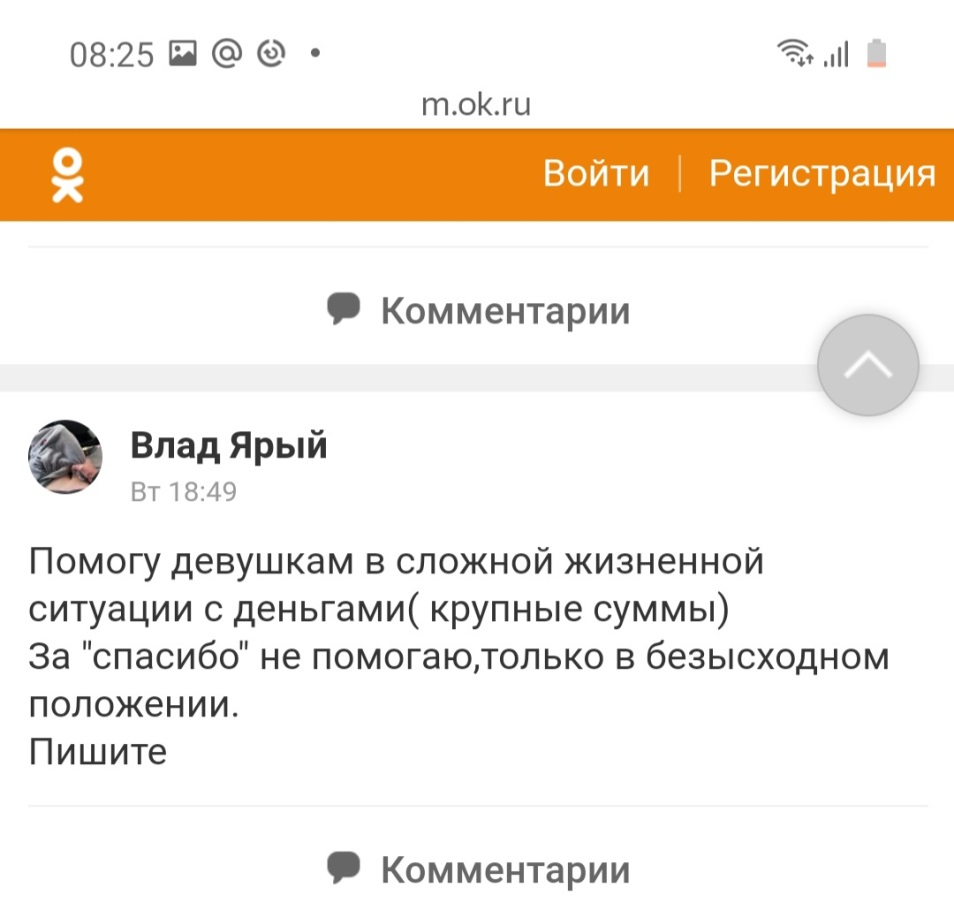 08:25
m.ok.ru
Войти | Регистрация
Комментарии
Влад Ярый
Вт 18:49
Помогу девушкам в сложной жизненной
ситуации с деньгами( крупные суммы)
За "спасибо" не помогаю,только в безысходном
положении.
Пишите
Комментарии